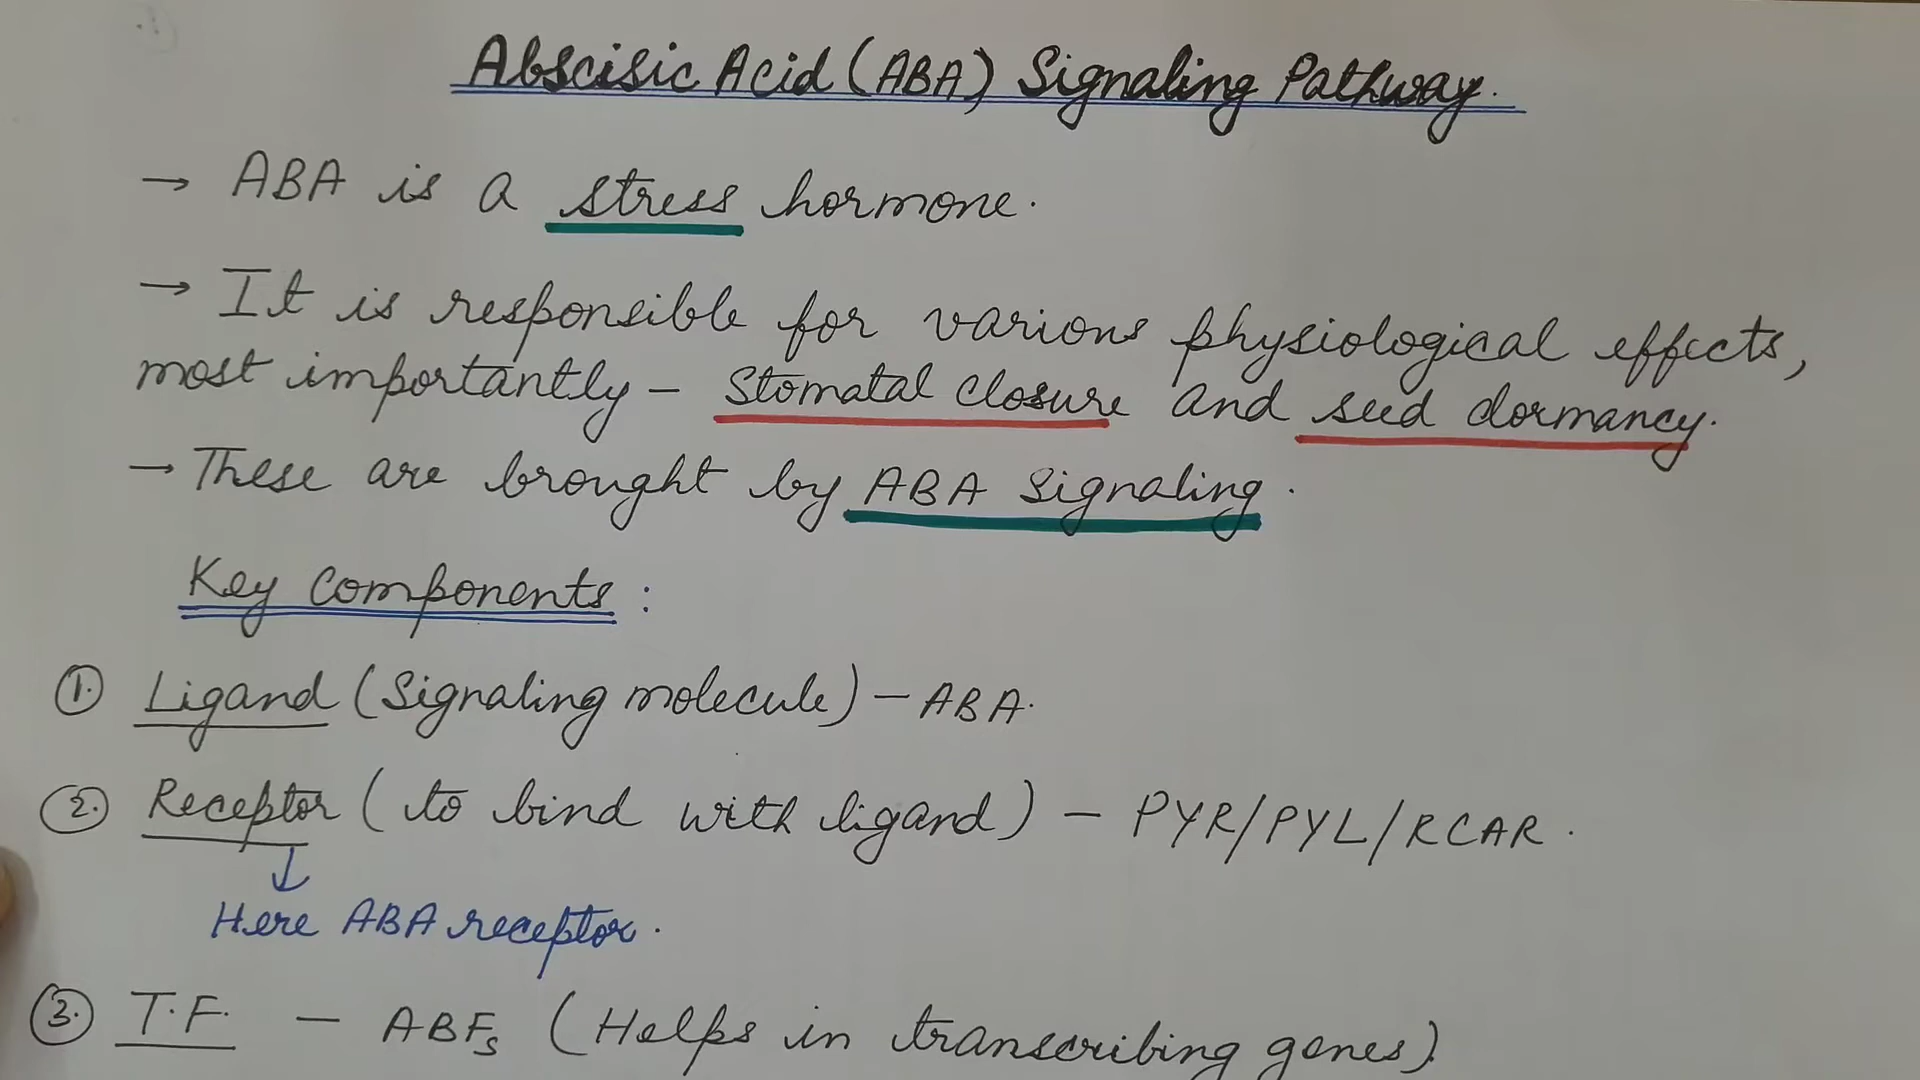 Abscisic Acid (ABA) Signaling Pathway.
→ ABA is a stress hormone.
→ It is responsible for various physiological effects,
most importantly – Stomatal closure and seed dormancy.
→ These are brought by ABA signaling.
Key Components :
1. Ligand (Signaling molecule) – ABA.
2. Receptor (to bind with ligand) – PYR/PYL/RCAR.
↓
Here ABA receptor.
3. T.F. – ABFs (Helps in transcribing genes)